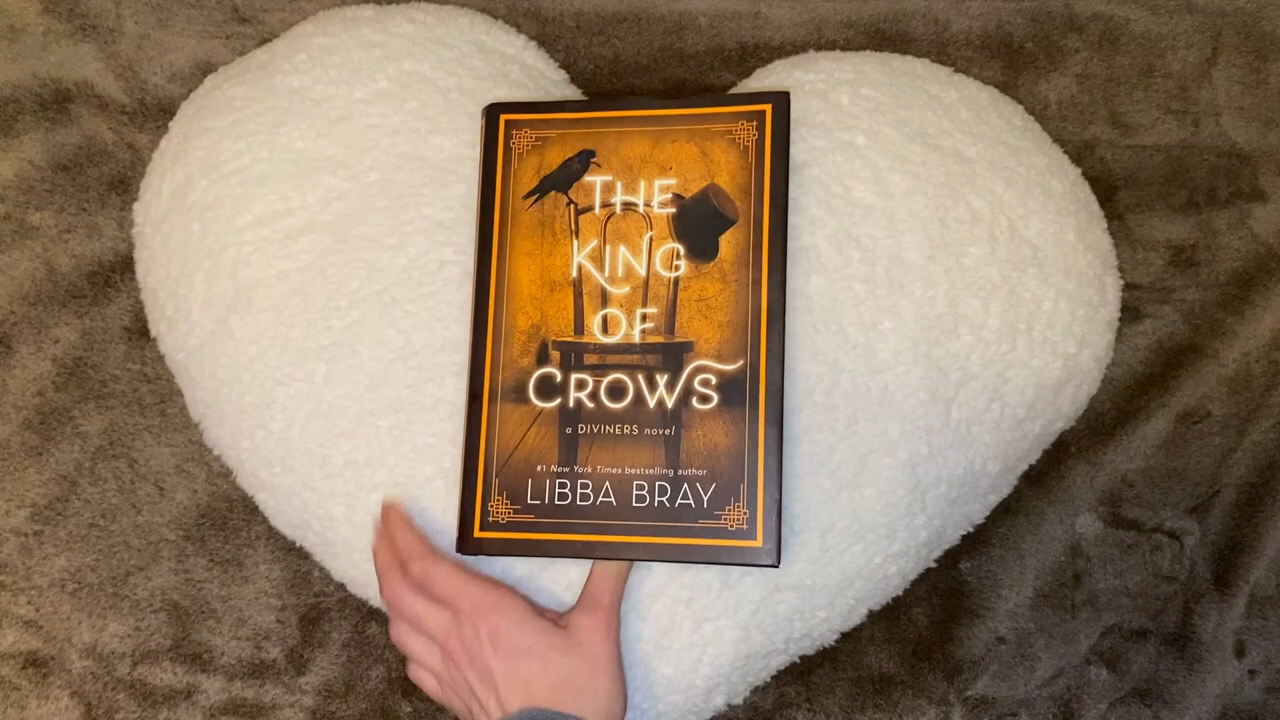 THE
KING
OF
CROWS
a DIVINERS novel
#1 New York Times bestselling author
LIBBA BRAY